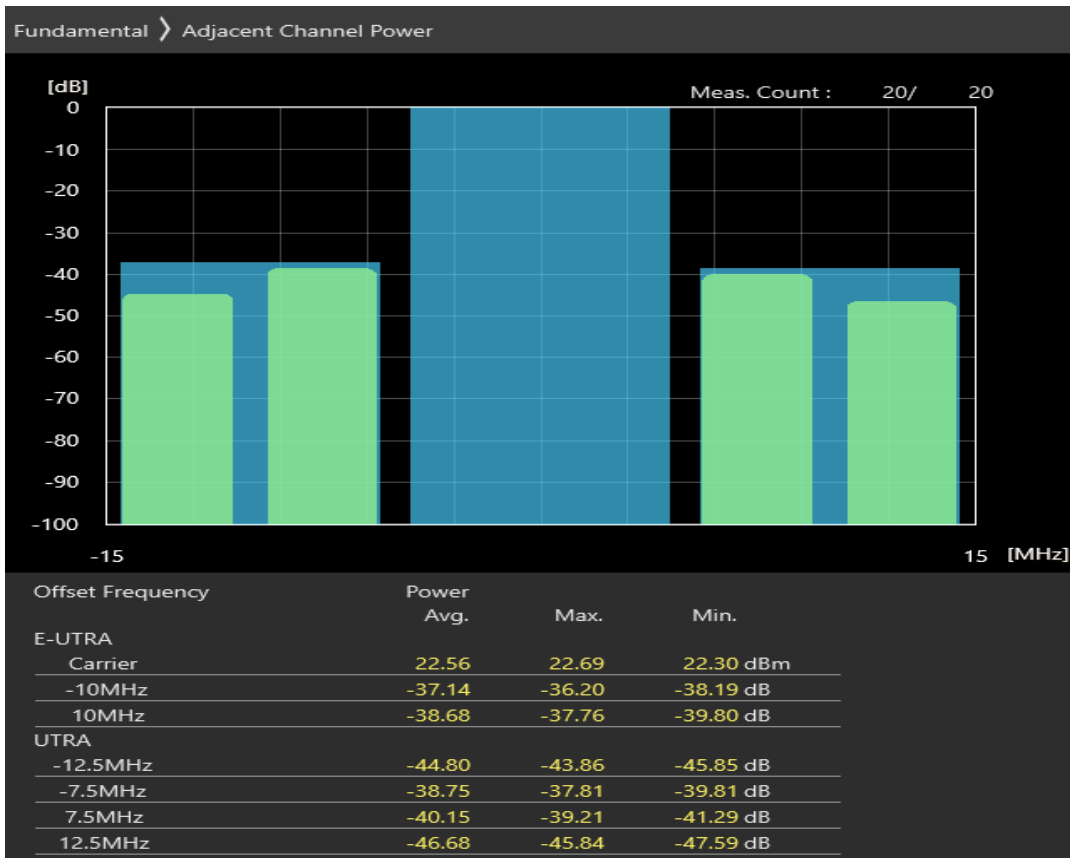 Fundamental 〉 Adjacent Channel Power
[dB]
Meas. Count : 20/ 20
0
-10
-20
-30
-40
-50
-60
-70
-80
-90
-100
-15 15 [MHz]
Offset Frequency Power
Avg. Max. Min.
E-UTRA
Carrier 22.56 22.69 22.30 dBm
-10MHz -37.14 -36.20 -38.19 dB
10MHz -38.68 -37.76 -39.80 dB
UTRA
-12.5MHz -44.80 -43.86 -45.85 dB
-7.5MHz -38.75 -37.81 -39.81 dB
7.5MHz -40.15 -39.21 -41.29 dB
12.5MHz -46.68 -45.84 -47.59 dB